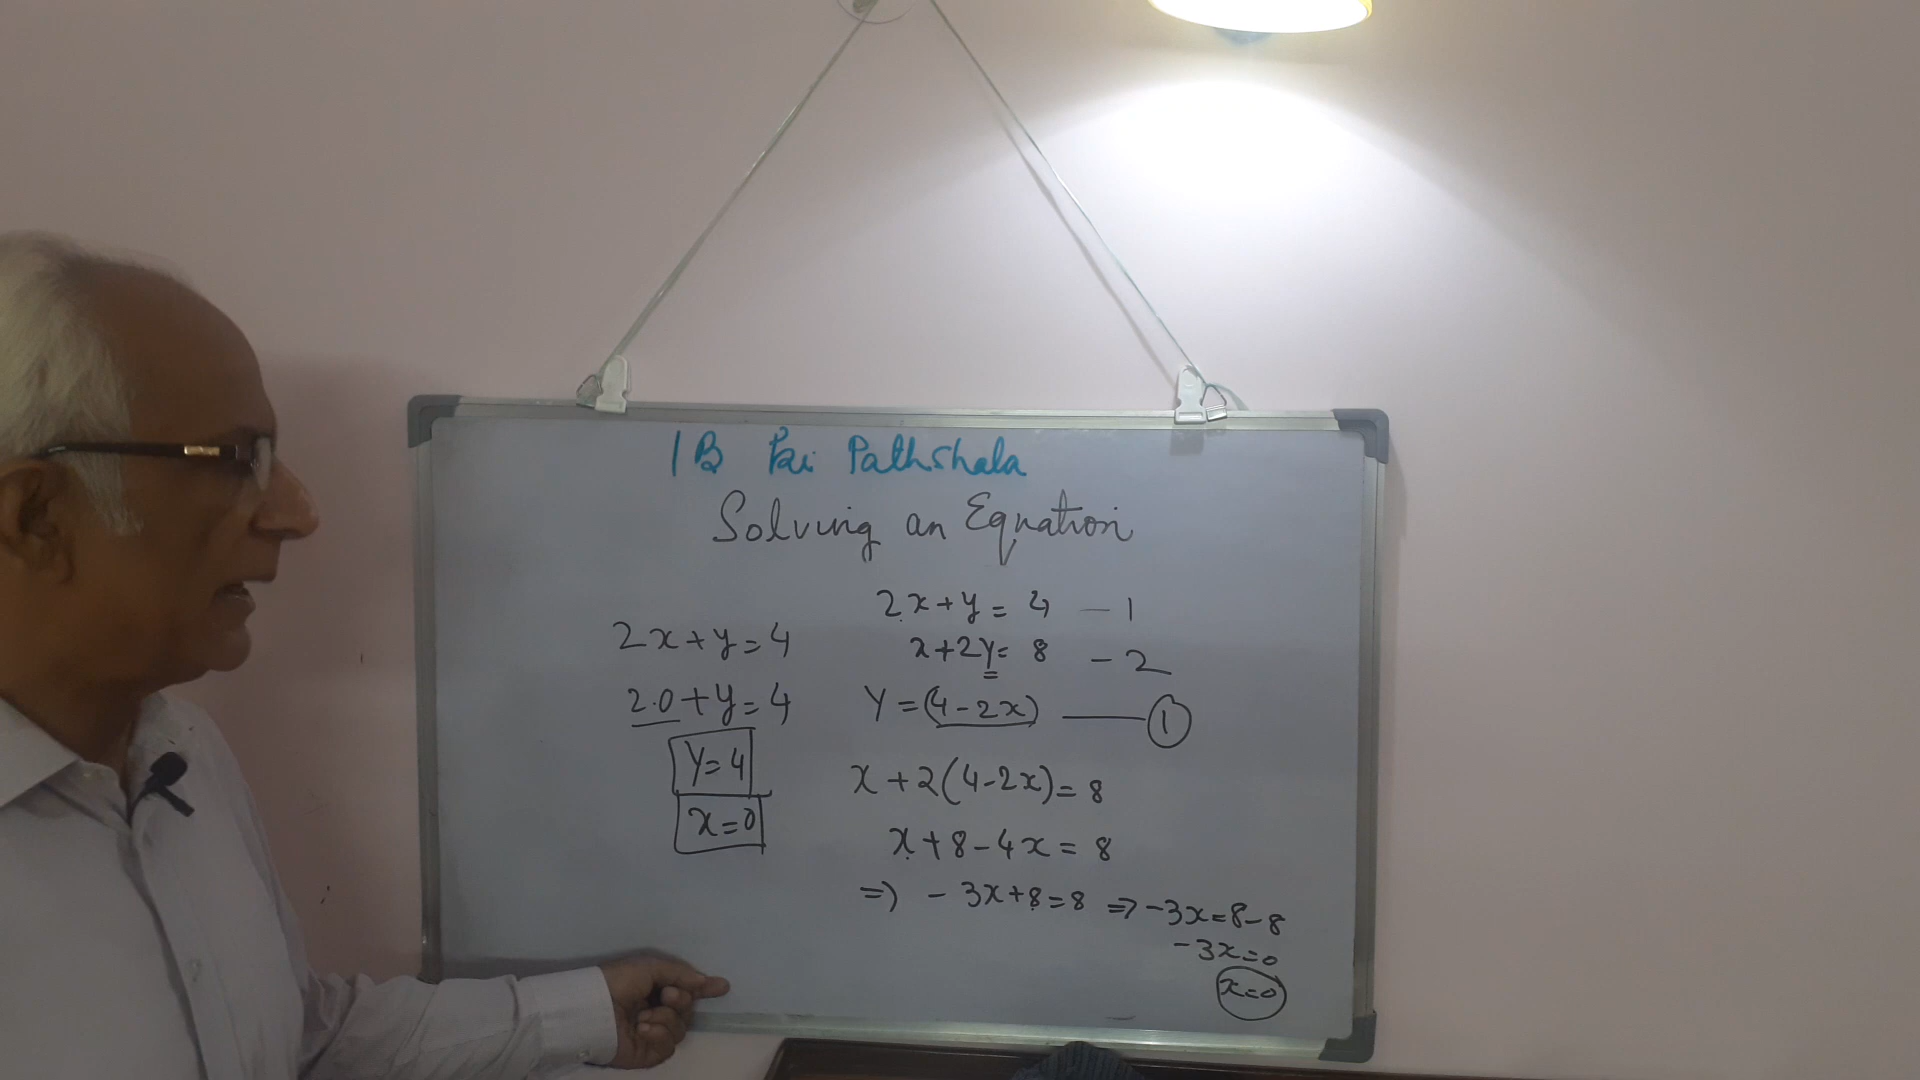 1B Pai Pathshala
Solving an Equation
2x+y=4 - 1
x+2y=8 - 2
Y=(4-2x) — 1
x+2(4-2x)=8
x+8-4x=8
=> -3x+8=8 => -3x=8-8
-3x=0
x=0
2x+y=4
2.0+y=4
Y=4
x=0